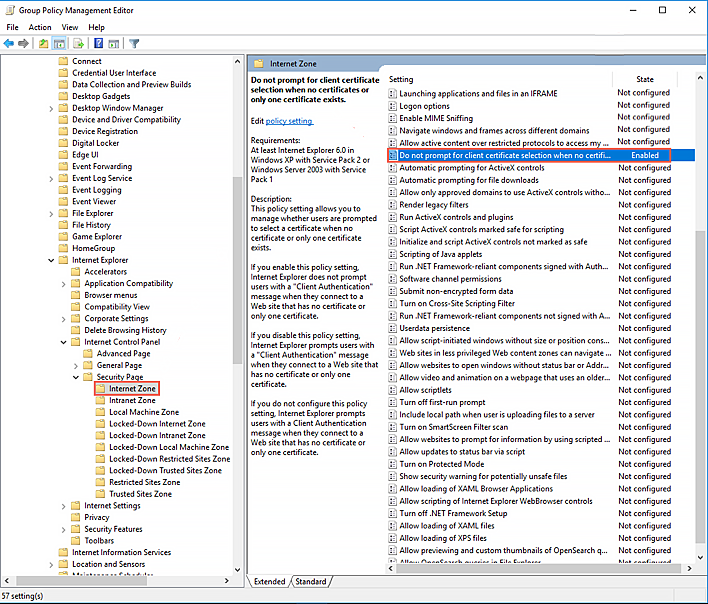 Group Policy Management Editor
File Action View Help
Connect
Credential User Interface
Data Collection and Preview Builds
Desktop Gadgets
Desktop Window Manager
Device and Driver Compatibility
Device Registration
Digital Locker
Edge UI
Event Forwarding
Event Log Service
Event Logging
Event Viewer
File Explorer
File History
Game Explorer
HomeGroup
Internet Explorer
Accelerators
Application Compatibility
Browser menus
Compatibility View
Corporate Settings
Delete Browsing History
Internet Control Panel
Advanced Page
General Page
Security Page
Internet Zone
Intranet Zone
Local Machine Zone
Locked-Down Internet Zone
Locked-Down Intranet Zone
Locked-Down Local Machine Zone
Locked-Down Restricted Sites Zone
Locked-Down Trusted Sites Zone
Restricted Sites Zone
Trusted Sites Zone
Internet Settings
Privacy
Security Features
Toolbars
Internet Information Services
Location and Sensors
Maintenance Scheduler
Internet Zone
Do not prompt for client certificate
selection when no certificates or
only one certificate exists.
Edit policy setting.
Requirements:
At least Internet Explorer 6.0 in
Windows XP with Service Pack 2 or
Windows Server 2003 with Service
Pack 1
Description:
This policy setting allows you to
manage whether users are prompted
to select a certificate when no
certificate or only one certificate
exists.
If you enable this policy setting,
Internet Explorer does not prompt
users with a "Client Authentication"
message when they connect to a
Web site that has no certificate or
only one certificate.
If you disable this policy setting,
Internet Explorer prompts users with
a "Client Authentication" message
when they connect to a Web site
that has no certificate or only one
certificate.
If you do not configure this policy
setting, Internet Explorer prompts
users with a Client Authentication
message when they connect to a
Web site that has no certificate or
only one certificate.
Setting State
Launching applications and files in an IFRAME Not configured
Logon options Not configured
Enable MIME Sniffing Not configured
Navigate windows and frames across different domains Not configured
Allow active content over restricted protocols to access my ... Not configured
Do not prompt for client certificate selection when no certifi... Enabled
Automatic prompting for ActiveX controls Not configured
Automatic prompting for file downloads Not configured
Allow only approved domains to use ActiveX controls witho... Not configured
Render legacy filters Not configured
Run ActiveX controls and plugins Not configured
Script ActiveX controls marked safe for scripting Not configured
Initialize and script ActiveX controls not marked as safe Not configured
Scripting of Java applets Not configured
Run .NET Framework-reliant components signed with Auth... Not configured
Software channel permissions Not configured
Submit non-encrypted form data Not configured
Turn on Cross-Site Scripting Filter Not configured
Run .NET Framework-reliant components not signed with A... Not configured
Userdata persistence Not configured
Allow script-initiated windows without size or position cons... Not configured
Web sites in less privileged Web content zones can navigate ... Not configured
Allow websites to open windows without status bar or Addr... Not configured
Allow video and animation on a webpage that uses an older... Not configured
Allow scriptlets Not configured
Turn off first-run prompt Not configured
Include local path when user is uploading files to a server Not configured
Turn on SmartScreen Filter scan Not configured
Allow websites to prompt for information by using scripted ... Not configured
Allow updates to status bar via script Not configured
Turn on Protected Mode Not configured
Show security warning for potentially unsafe files Not configured
Allow loading of XAML Browser Applications Not configured
Allow scripting of Internet Explorer WebBrowser controls Not configured
Turn off .NET Framework Setup Not configured
Allow loading of XAML files Not configured
Allow loading of XPS files Not configured
Allow previewing and custom thumbnails of OpenSearch q... Not configured
Allow OpenSearch queries in File Explorer Not configured
Extended Standard
57 setting(s)